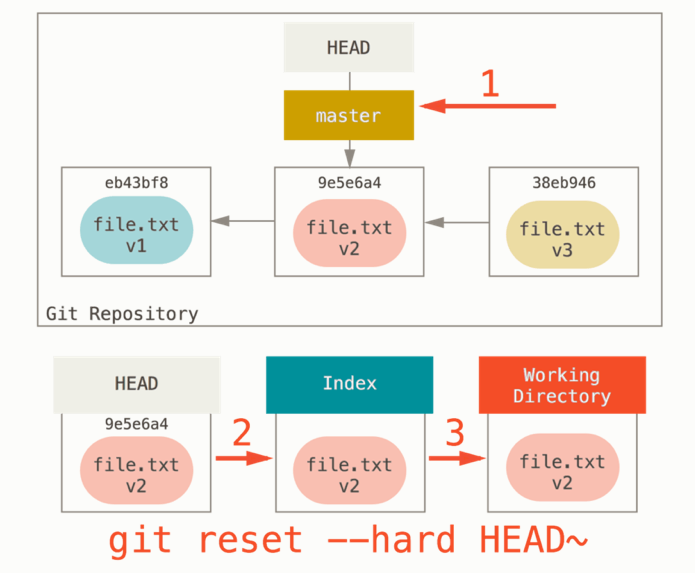 HEAD
1
master
eb43bf8
9e5e6a4
38eb946
file.txt
v1
file.txt
v2
file.txt
v3
Git Repository
HEAD
Index
Working
Directory
9e5e6a4
2
3
file.txt
v2
file.txt
v2
file.txt
v2
git reset --hard HEAD~